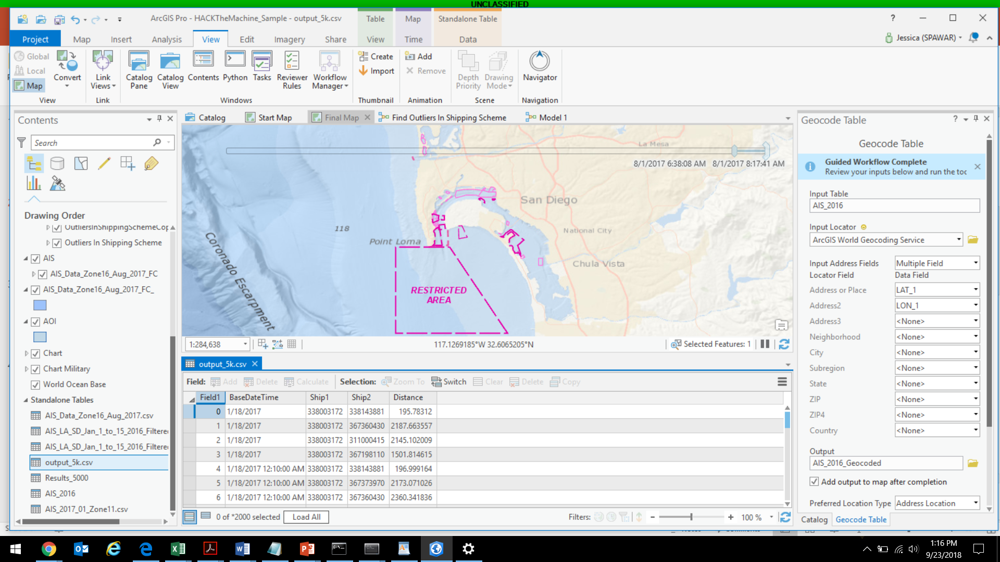 UNCLASSIFIED
ArcGIS Pro - HACKTheMachine_Sample - output_5k.csv
Table
Map
Standalone Table
?
Project
Map
Insert
Analysis
View
Edit
Imagery
Share
View
Time
Data
Jessica (SPAWAR)
Global
Local
Map
Convert
View
Link Views
Link
Catalog Pane
Catalog View
Contents
Python
Tasks
Reviewer Rules
Workflow Manager
Windows
Create
Import
Thumbnail
Add
Remove
Animation
Depth Priority
Drawing Mode
Scene
Navigator
Navigation
Contents
Search
Drawing Order
OutliersInShippingSchemeCop
Outliers In Shipping Scheme
AIS
AIS_Data_Zone16_Aug_2017_FC
AIS_Data_Zone16_Aug_2017_FC_
AOI
Chart
Chart Military
World Ocean Base
Standalone Tables
AIS_Data_Zone16_Aug_2017.csv
AIS_LA_SD_Jan_1_to_15_2016_Filtere
AIS_LA_SD_Jan_1_to_15_2016_Filtere
output_5k.csv
Results_5000
AIS_2016
AIS_2017_01_Zone11.csv
Catalog
Start Map
Final Map
Find Outliers In Shipping Scheme
Model 1
La Mesa
8/1/2017 6:38:08 AM 8/1/2017 8:17:41 AM
San Diego
118
National City
Point Loma
Coronado Escarpment
Chula Vista
RESTRICTED
AREA
1:284,638
117.1269185°W 32.6065205°N
Selected Features: 1
output_5k.csv
Field: Add Delete Calculate Selection: Zoom To Switch Clear Delete Copy
Field1 BaseDateTime Ship1 Ship2 Distance
0 1/18/2017 338003172 338143881 195.78312
1 1/18/2017 338003172 367360430 2187.663557
2 1/18/2017 338003172 311000415 2145.102009
3 1/18/2017 338003172 367198110 1501.814615
4 1/18/2017 12:10:00 AM 338003172 338143881 196.999164
5 1/18/2017 12:10:00 AM 338003172 367373970 2173.071026
6 1/18/2017 12:10:00 AM 338003172 367360430 2360.341836
0 of *2000 selected
Load All
Filters:
- + 100 %
Geocode Table
?
Geocode Table
Guided Workflow Complete
Review your inputs below and run the toc
Input Table
AIS_2016
Input Locator
ArcGIS World Geocoding Service
Input Address Fields Multiple Field
Locator Field Data Field
Address or Place LAT_1
Address2 LON_1
Address3 <None>
Neighborhood <None>
City <None>
Subregion <None>
State <None>
ZIP <None>
ZIP4 <None>
Country <None>
Output
AIS_2016_Geocoded
Add output to map after completion
Preferred Location Type Address Location
Catalog
Geocode Table
1:16 PM
9/23/2018